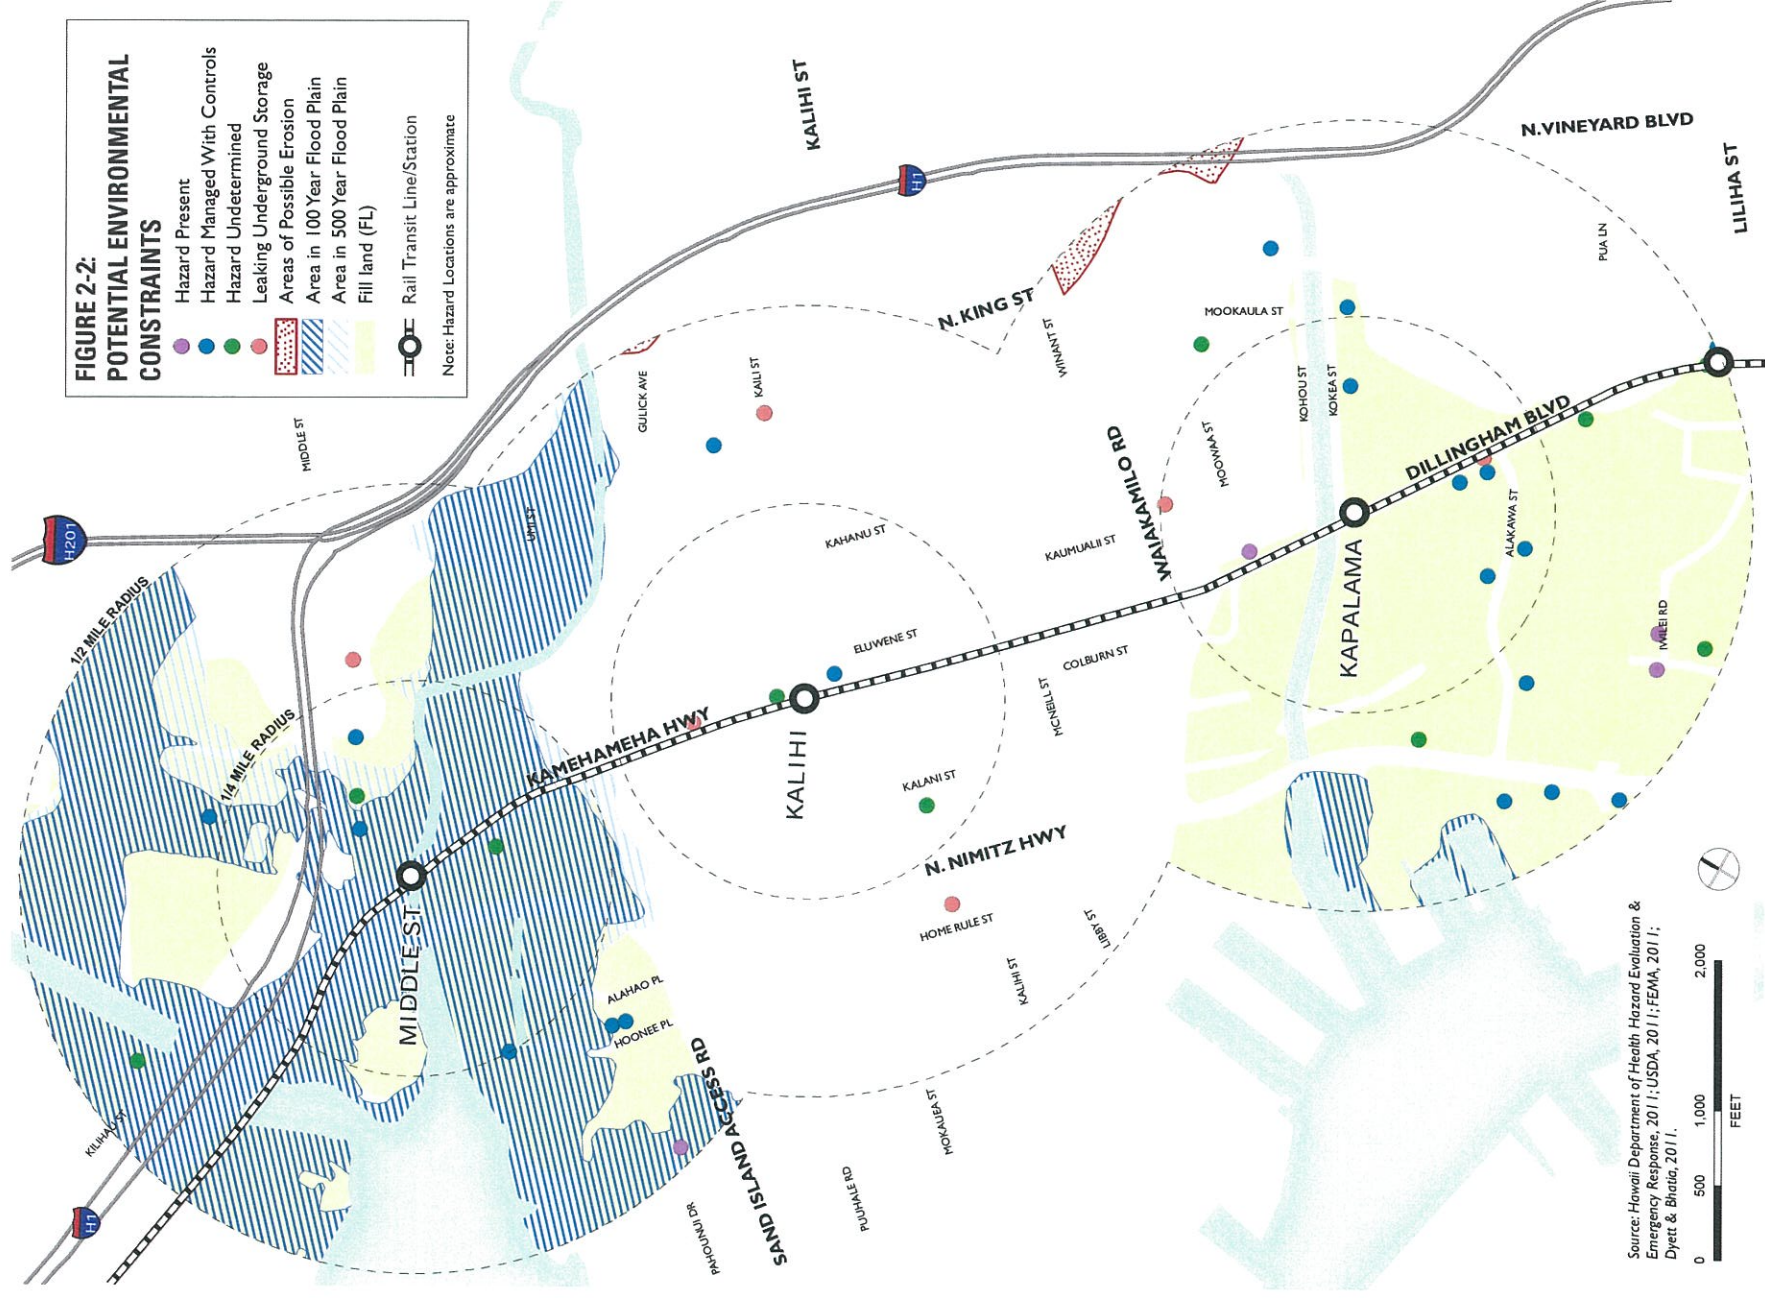 FIGURE 2-2:
POTENTIAL ENVIRONMENTAL
CONSTRAINTS
Hazard Present
Hazard Managed With Controls
Hazard Undetermined
Leaking Underground Storage
Areas of Possible Erosion
Area in 100 Year Flood Plain
Area in 500 Year Flood Plain
Fill land (FL)
Rail Transit Line/Station
Note: Hazard Locations are approximate
H201
H1
H1
1/2 MILE RADIUS
1/4 MILE RADIUS
MIDDLE ST
UMI ST
GULICK AVE
KAILI ST
KALIHI ST
N. KING ST
WINANT ST
MOOKAULA ST
KOHOU ST
KOKEA ST
MOOWAA ST
N. VINEYARD BLVD
PUA LN
LILIHA ST
DILLINGHAM BLVD
WAIAKAMILO RD
KAUMUALII ST
KAHANU ST
ELUWENE ST
COLBURN ST
MCNEILL ST
KAPALAMA
ALAKAWA ST
IWILEI RD
KAMEHAMEHA HWY
KALIHI
KALANI ST
N. NIMITZ HWY
HOME RULE ST
LIBBY ST
KALIHI ST
MOKAUEA ST
PUUHALE RD
SAND ISLAND ACCESS RD
PAHOUNUI DR
ALAHAO PL
HOONEE PL
MIDDLE ST
KILIHAU ST
Source: Hawaii Department of Health Hazard Evaluation &
Emergency Response, 2011; USDA, 2011; FEMA, 2011;
Dyett & Bhatia, 2011.
0 500 1,000 2,000
FEET